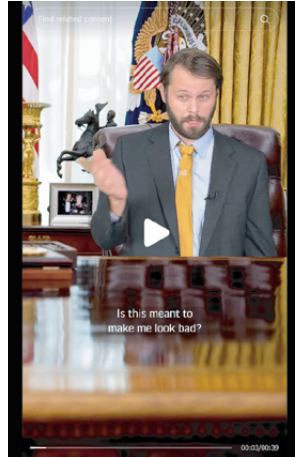 Find related content
Is this meant to
make me look bad?
00:03/00:39